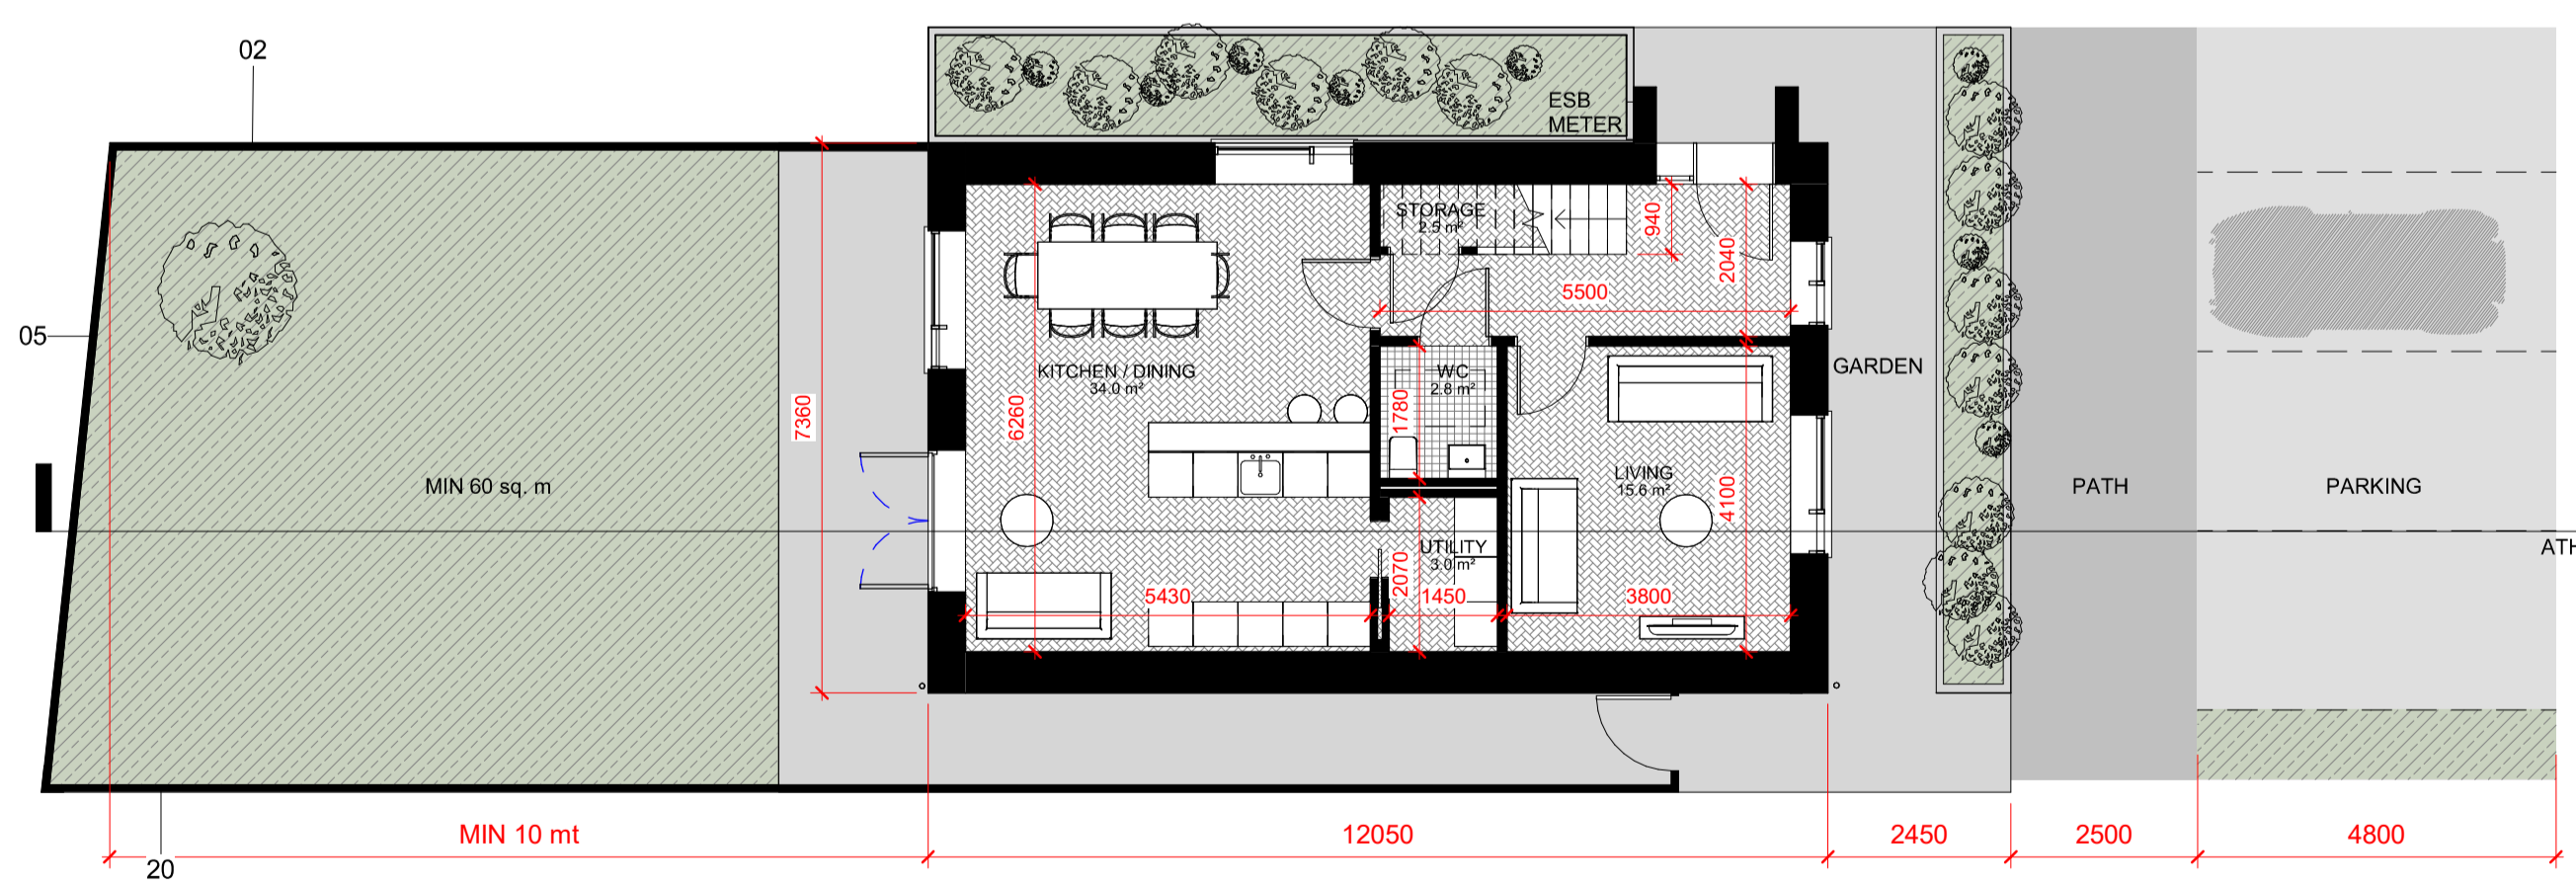 02
ESB
METER
STORAGE
2.5 m²
940
2040
5500
05
GARDEN
KITCHEN / DINING
34.0 m²
WC
2.8 m²
7360
6260
1780
LIVING
15.6 m²
MIN 60 sq. m
PATH
PARKING
4100
UTILITY
3.0 m²
ATH
2070
5430
1450
3800
MIN 10 mt
12050
2450
2500
4800
20